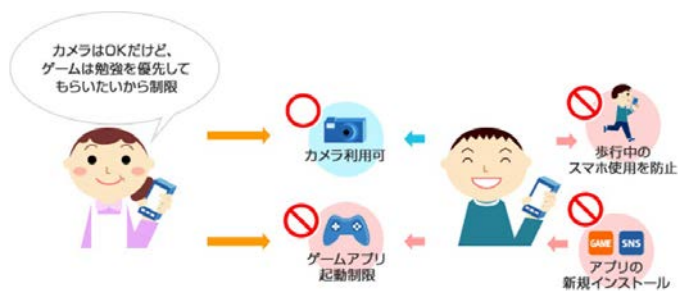 カメラはOKだけど、
ゲームは勉強を優先して
もらいたいから制限
カメラ利用可
歩行中の
スマホ使用を防止
ゲームアプリ
起動制限
GAME SNS
アプリの
新規インストール